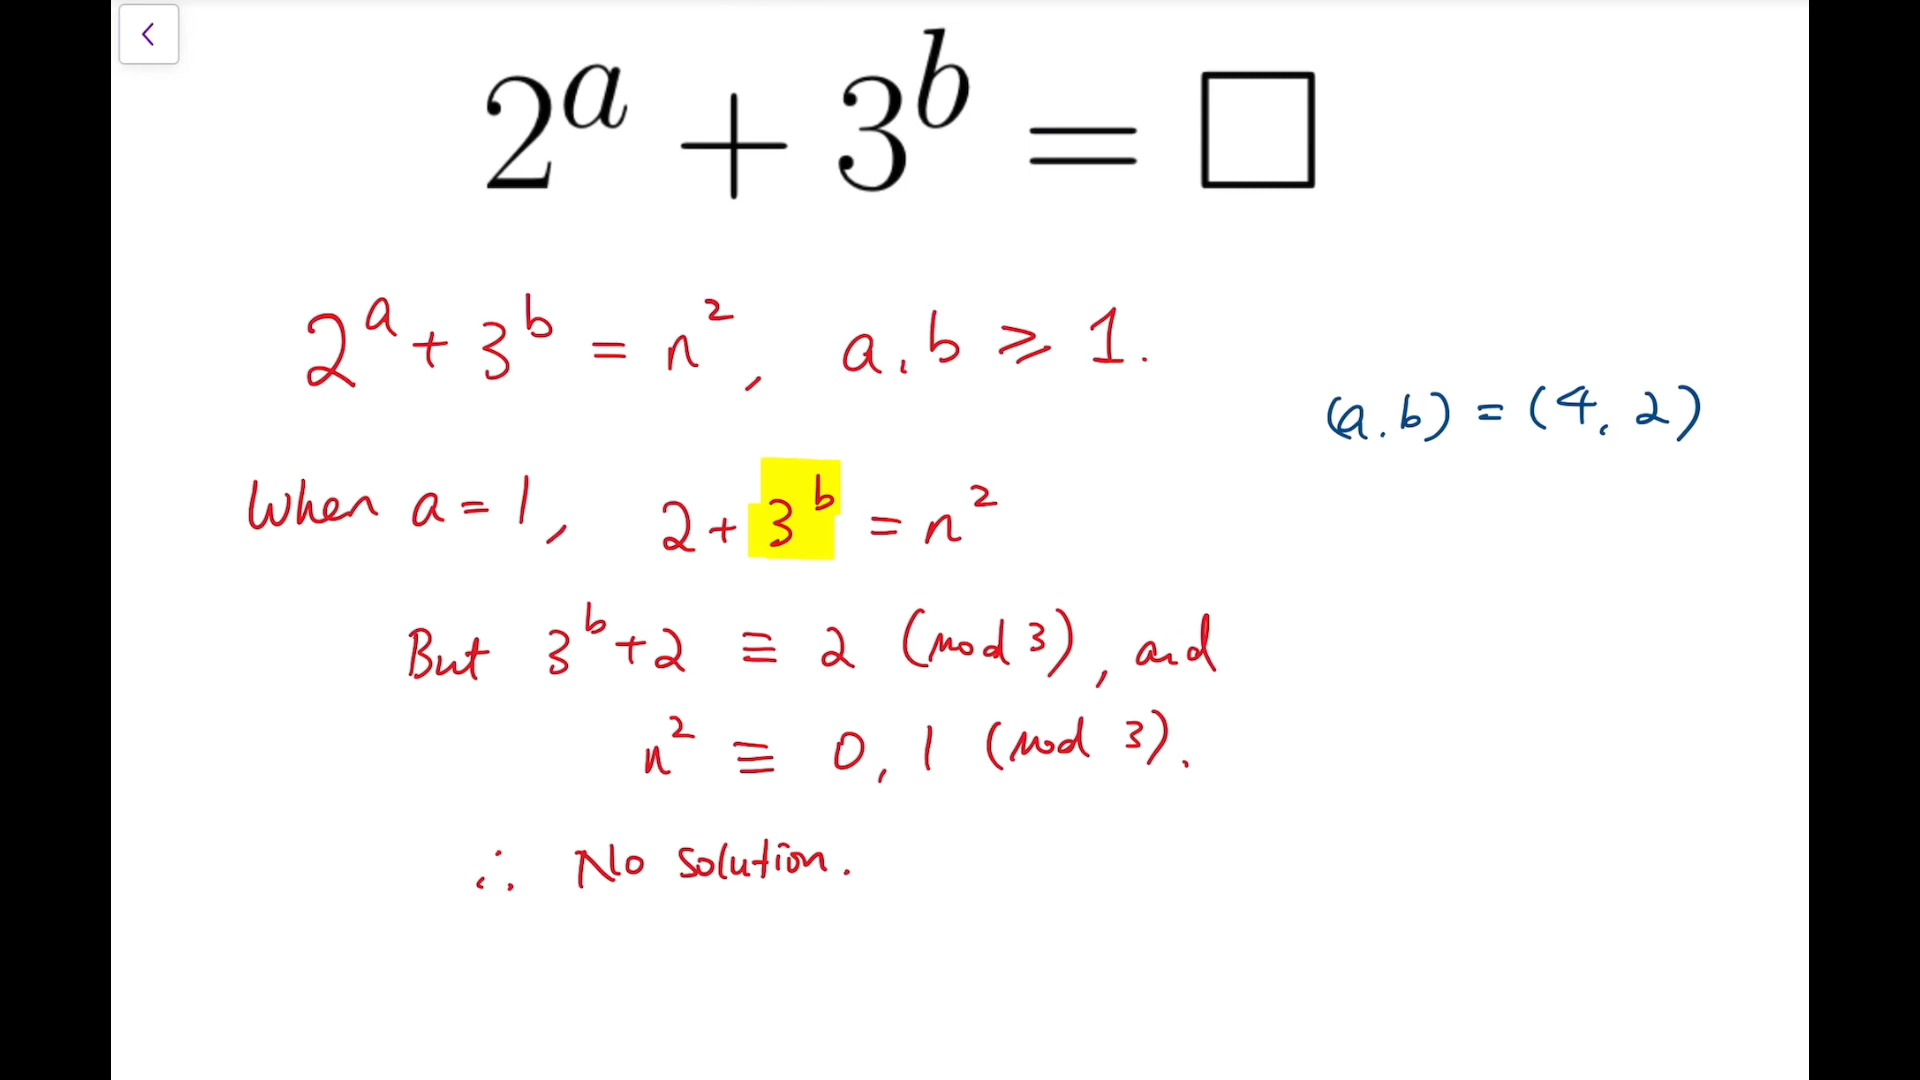 2^a + 3^b = □
2^a + 3^b = n^2, a, b ⩾ 1.
(a, b) = (4, 2)
When a = 1, 2 + 3^b = n^2
But 3^b + 2 ≡ 2 (mod 3), and
n^2 ≡ 0, 1 (mod 3).
∴ No solution.